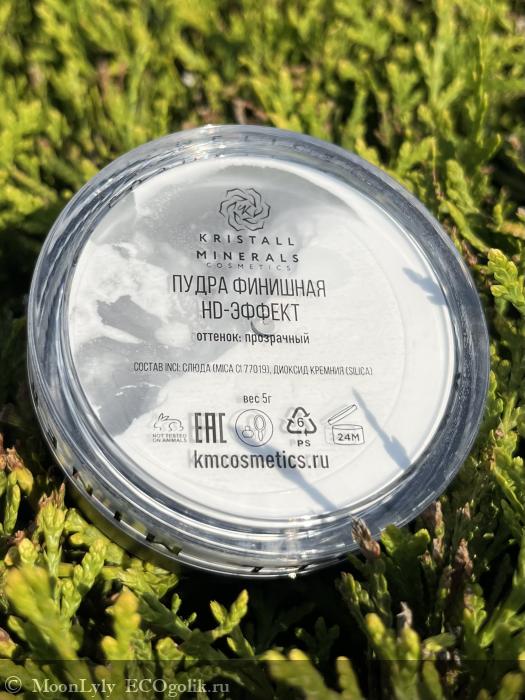 KRISTALL
MINERALS
COSMETICS
ПУДРА ФИНИШНАЯ
HD-ЭФФЕКТ
оттенок: прозрачный
СОСТАВ INCI: СЛЮДА (MICA CI 77019), ДИОКСИД КРЕМНИЯ (SILICA)
вес 5г
NOT TESTED
ON ANIMALS
EAC
6
PS
24M
kmcosmetics.ru
© MoonLyly ECOgolik.ru